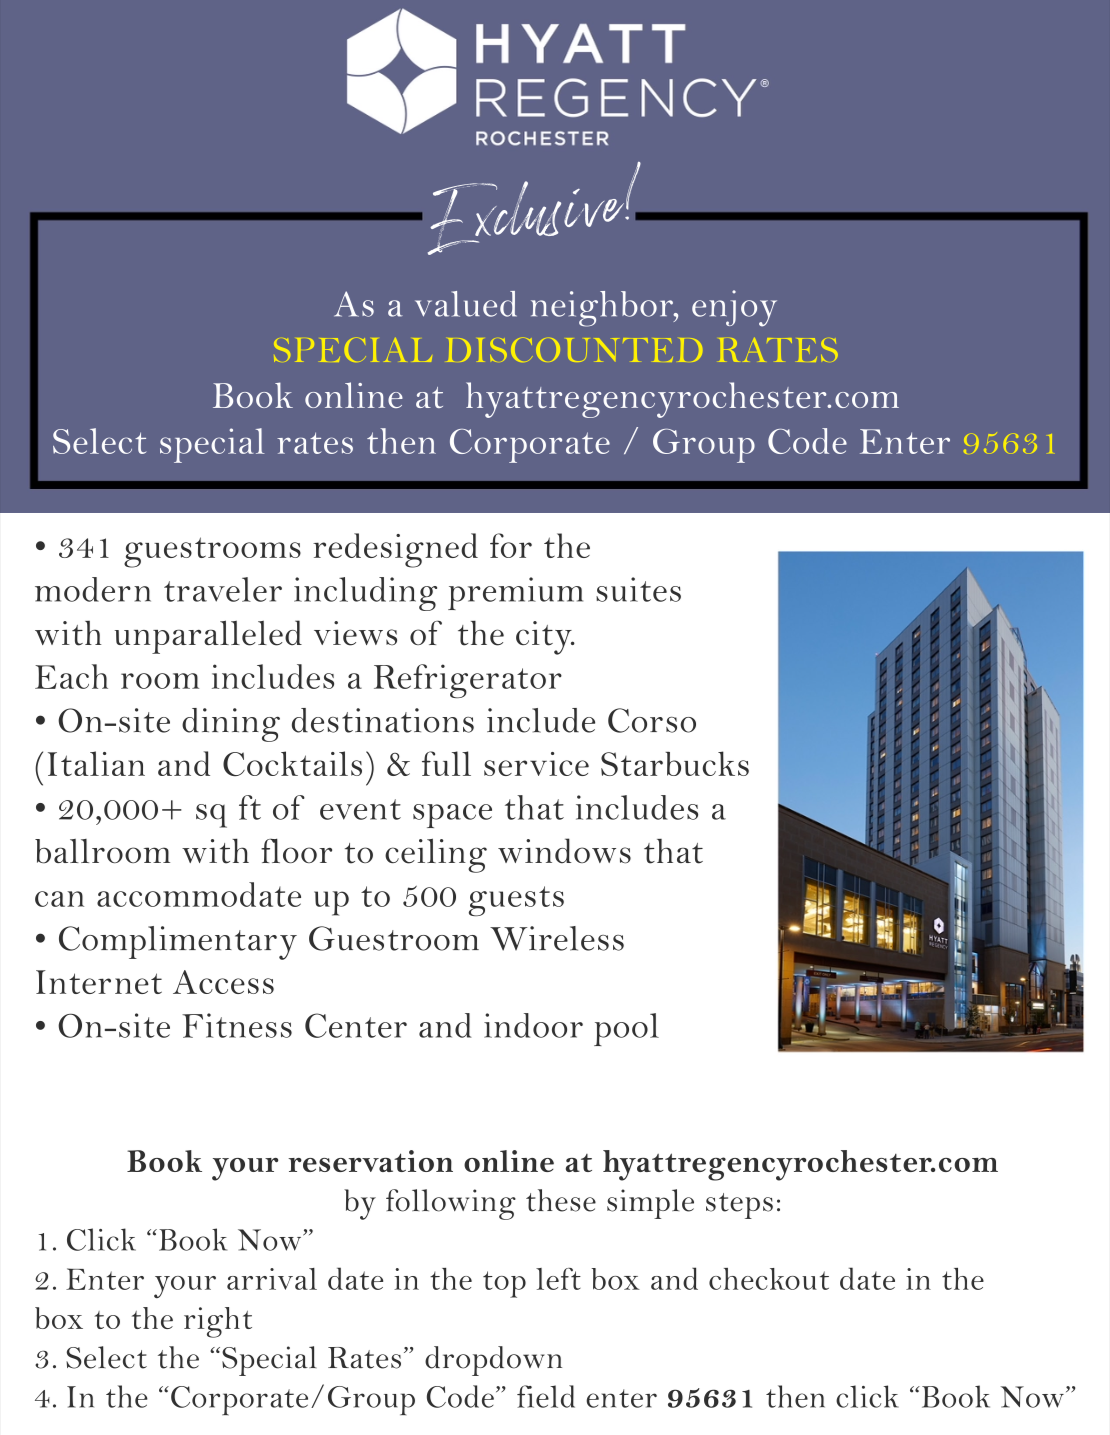 HYATT
REGENCY®
ROCHESTER
Exclusive!
As a valued neighbor, enjoy
SPECIAL DISCOUNTED RATES
Book online at hyattregencyrochester.com
Select special rates then Corporate / Group Code Enter 95631
• 341 guestrooms redesigned for the
modern traveler including premium suites
with unparalleled views of the city.
Each room includes a Refrigerator
• On-site dining destinations include Corso
(Italian and Cocktails) & full service Starbucks
• 20,000+ sq ft of event space that includes a
ballroom with floor to ceiling windows that
can accommodate up to 500 guests
• Complimentary Guestroom Wireless
Internet Access
• On-site Fitness Center and indoor pool
HYATT
REGENCY
Book your reservation online at hyattregencyrochester.com
by following these simple steps:
1. Click “Book Now”
2. Enter your arrival date in the top left box and checkout date in the
box to the right
3. Select the “Special Rates” dropdown
4. In the “Corporate/Group Code” field enter 95631 then click “Book Now”